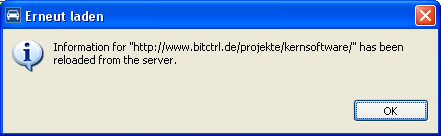 Erneut laden
Information for "http://www.bitctrl.de/projekte/kernsoftware/" has been
reloaded from the server.
OK